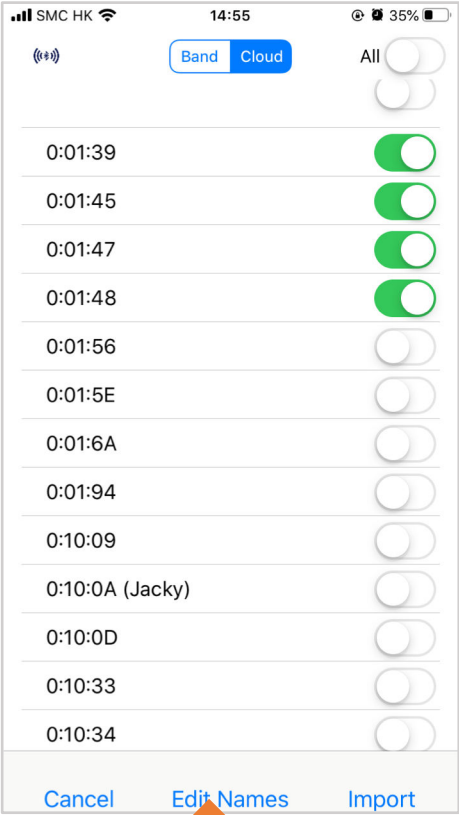 SMC HK 14:55 35%
Band Cloud All
0:01:39
0:01:45
0:01:47
0:01:48
0:01:56
0:01:5E
0:01:6A
0:01:94
0:10:09
0:10:0A (Jacky)
0:10:0D
0:10:33
0:10:34
Cancel Edit Names Import